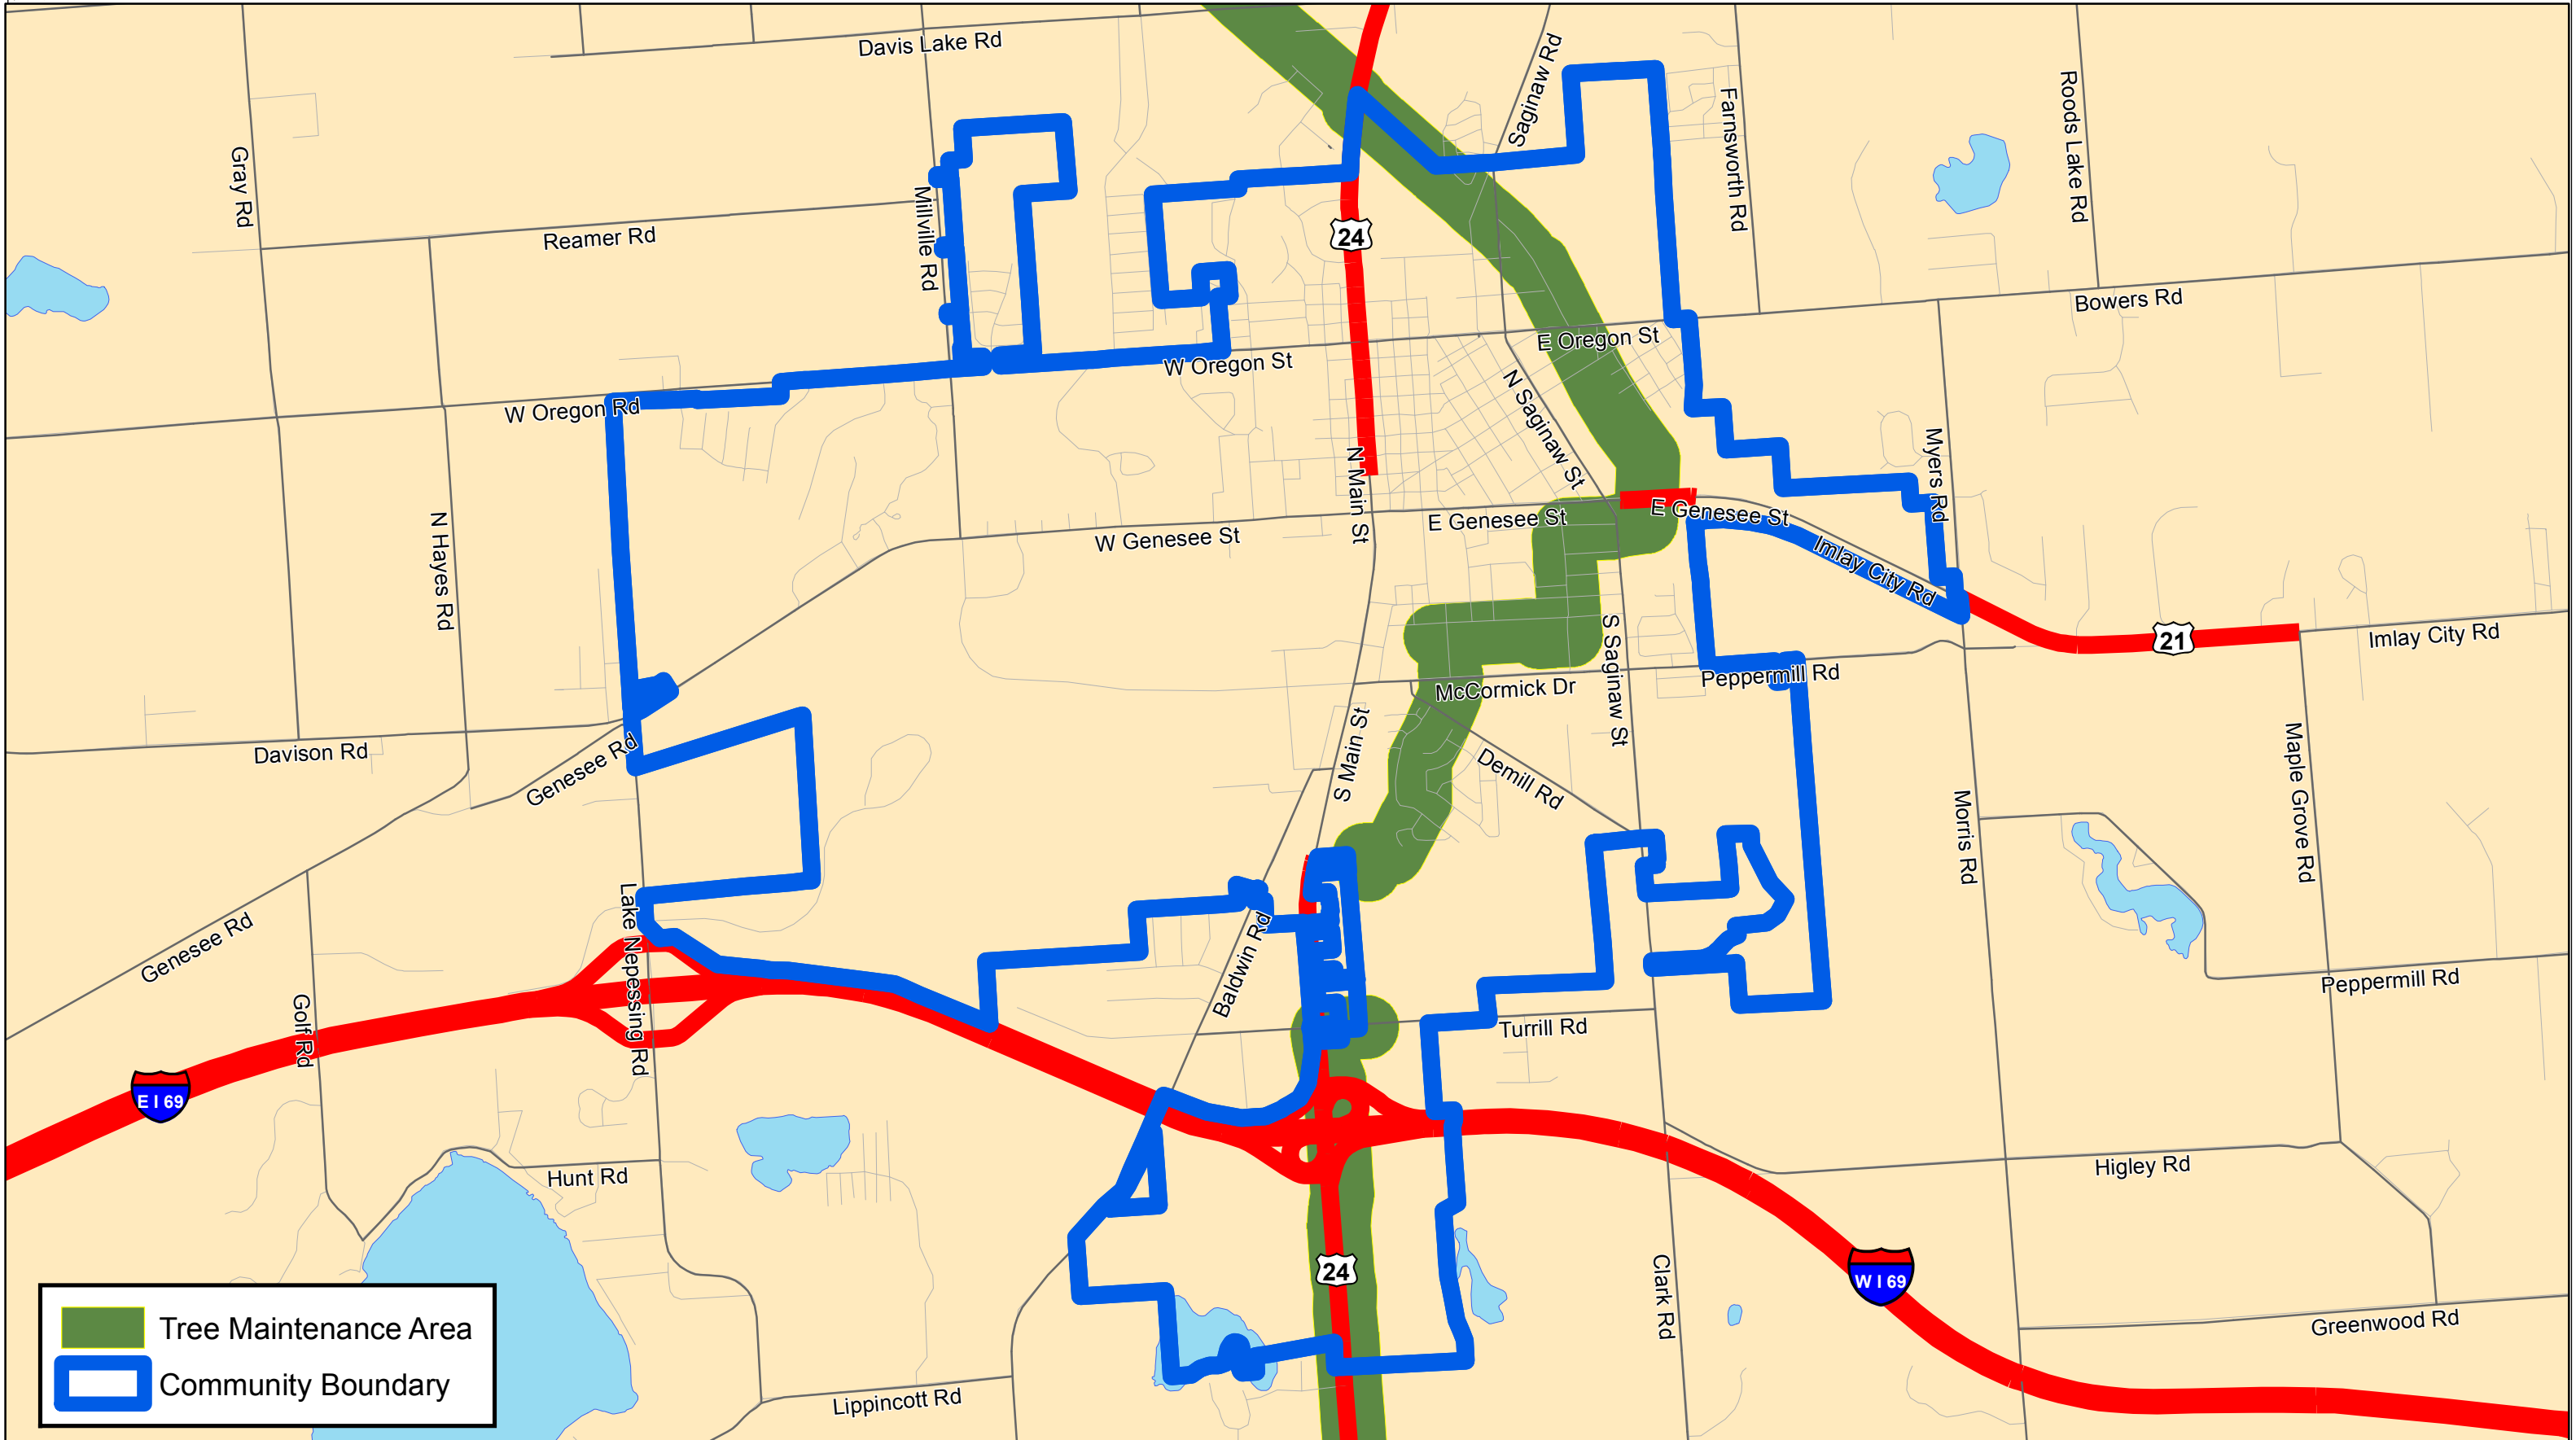 Davis Lake Rd
Saginaw Rd
Farnsworth Rd
Roods Lake Rd
Gray Rd
Millville Rd
Reamer Rd
24
Bowers Rd
E Oregon St
W Oregon St
W Oregon Rd
N Saginaw St
Myers Rd
N Main St
E Genesee St
E Genesee St
W Genesee St
N Hayes Rd
Imlay City Rd
21
Imlay City Rd
S Saginaw St
Peppermill Rd
McCormick Dr
Davison Rd
Genesee Rd
S Main St
Demill Rd
Maple Grove Rd
Morris Rd
Lake Nepessing Rd
Genesee Rd
Baldwin Rd
Peppermill Rd
Golf Rd
Turrill Rd
E I 69
Hunt Rd
Higley Rd
24
Clark Rd
W I 69
Greenwood Rd
Lippincott Rd
Tree Maintenance Area
Community Boundary